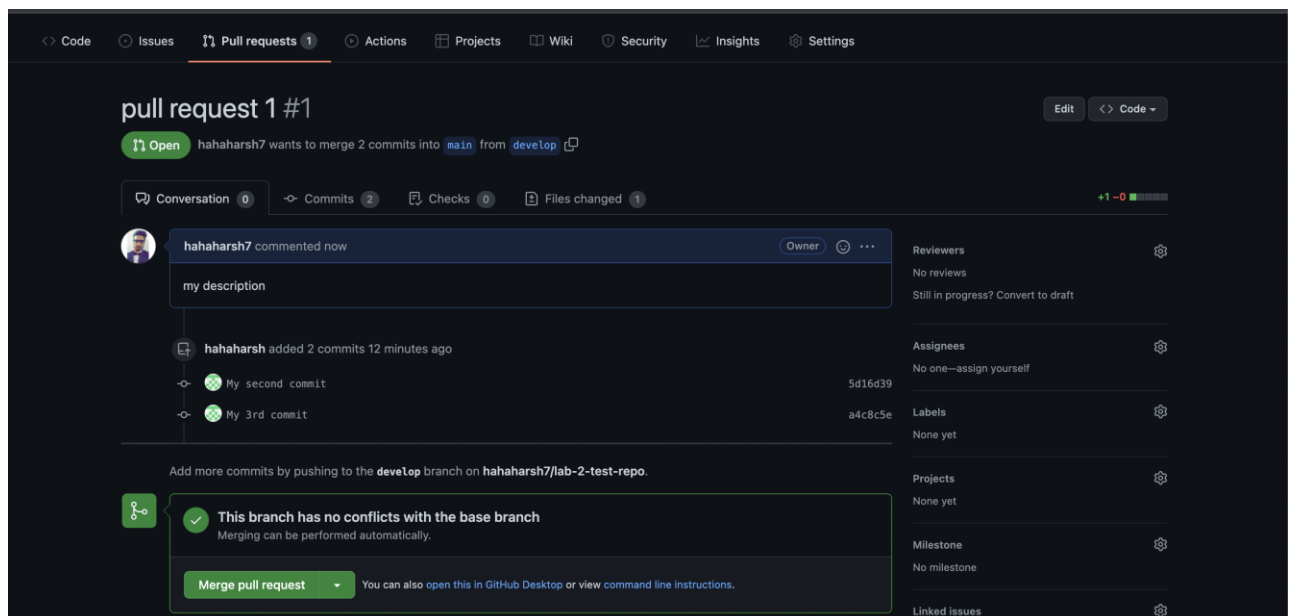 Code Issues Pull requests 1 Actions Projects Wiki Security Insights Settings
pull request 1 #1
Edit Code
Open hahaharsh7 wants to merge 2 commits into main from develop
Conversation 0 Commits 2 Checks 0 Files changed 1
+1 −0
hahaharsh7 commented now Owner
my description
hahaharsh added 2 commits 12 minutes ago
My second commit 5d16d39
My 3rd commit a4c8c5e
Add more commits by pushing to the develop branch on hahaharsh7/lab-2-test-repo.
This branch has no conflicts with the base branch
Merging can be performed automatically.
Merge pull request You can also open this in GitHub Desktop or view command line instructions.
Reviewers
No reviews
Still in progress? Convert to draft
Assignees
No one—assign yourself
Labels
None yet
Projects
None yet
Milestone
No milestone
Linked issues